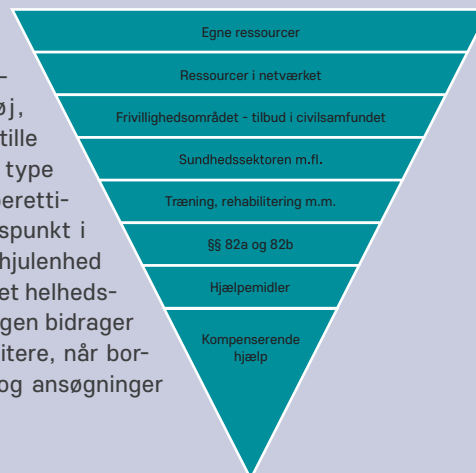 -
øj,
tille
type
eretti-
spunkt i
hjulenhed
et helheds-
gen bidrager
itere, når bor-
og ansøgninger
Egne ressourcer
Ressourcer i netværket
Frivillighedsområdet - tilbud i civilsamfundet
Sundhedssektoren m.fl.
Træning, rehabilitering m.m.
§§ 82a og 82b
Hjælpemidler
Kompenserende
hjælp